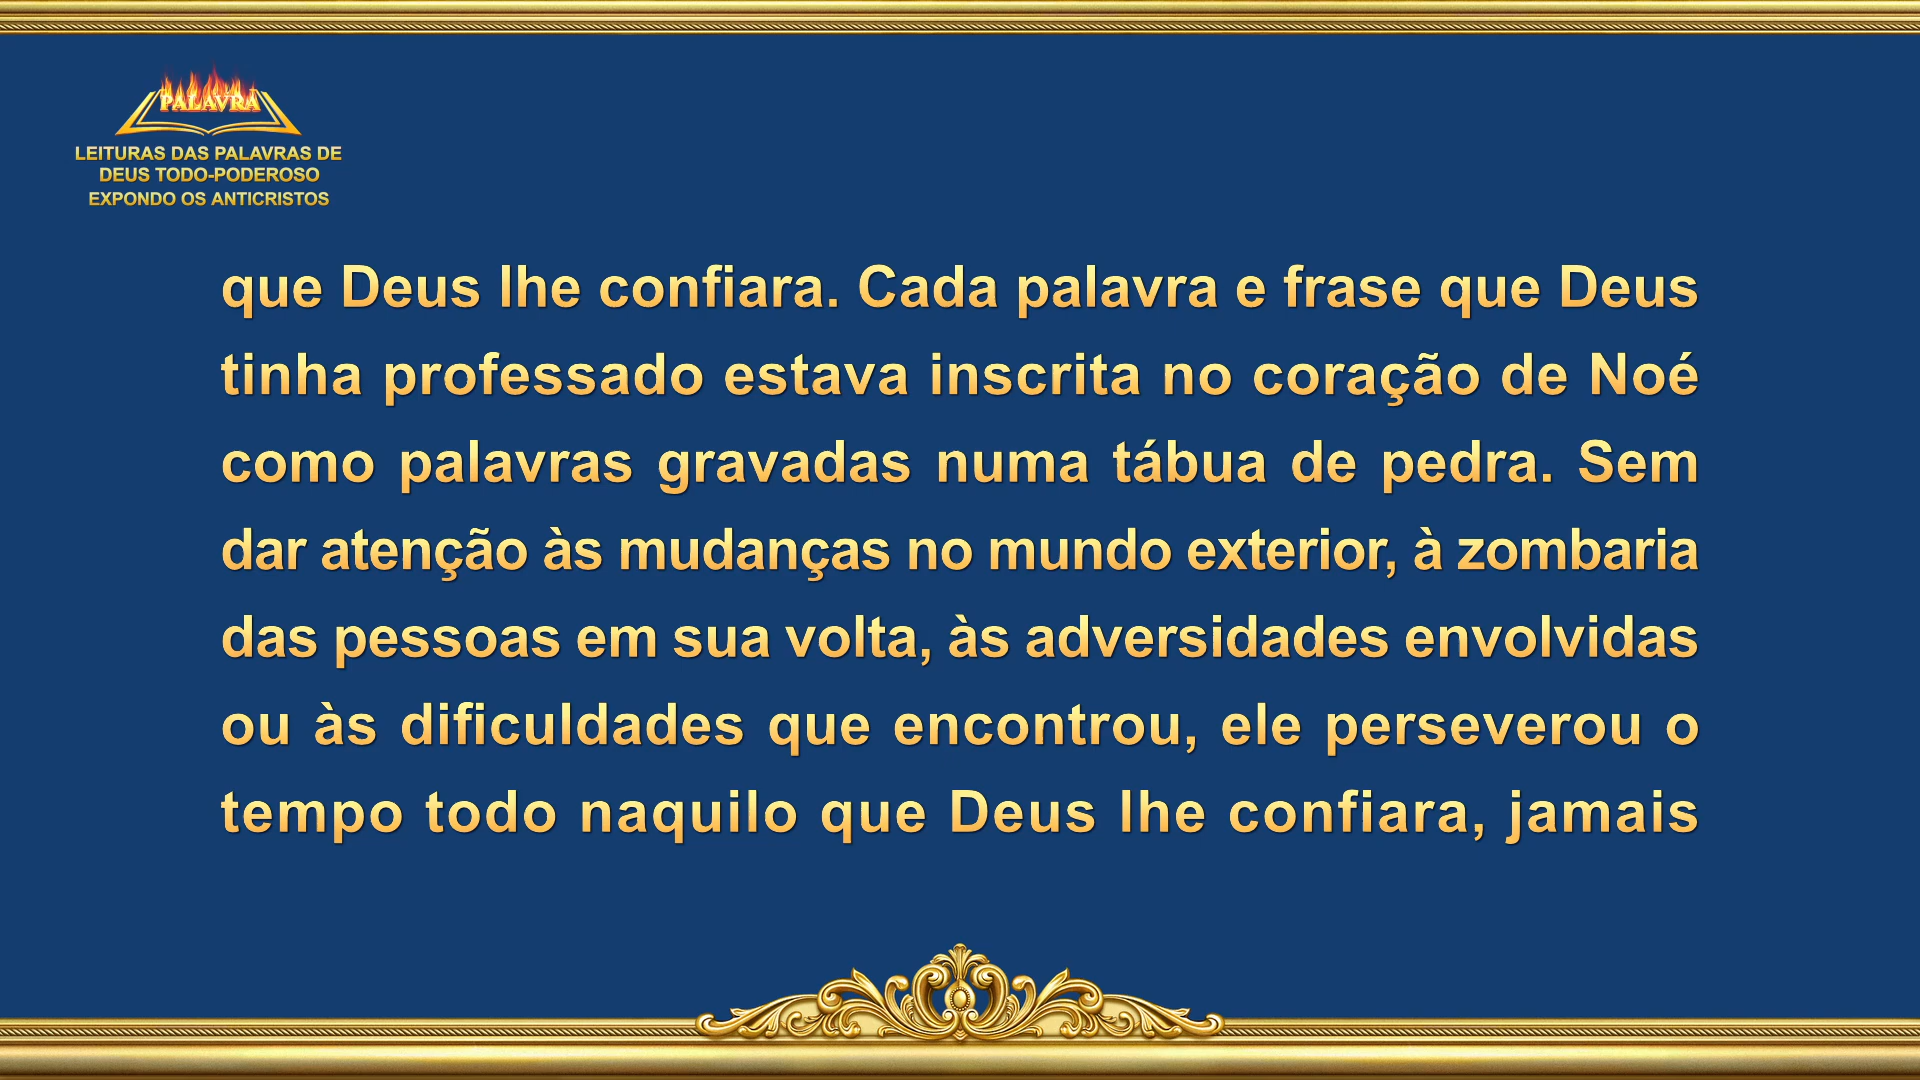 PALAVRA
LEITURAS DAS PALAVRAS DE
DEUS TODO-PODEROSO
EXPONDO OS ANTICRISTOS
que Deus lhe confiara. Cada palavra e frase que Deus
tinha professado estava inscrita no coração de Noé
como palavras gravadas numa tábua de pedra. Sem
dar atenção às mudanças no mundo exterior, à zombaria
das pessoas em sua volta, às adversidades envolvidas
ou às dificuldades que encontrou, ele perseverou o
tempo todo naquilo que Deus lhe confiara, jamais